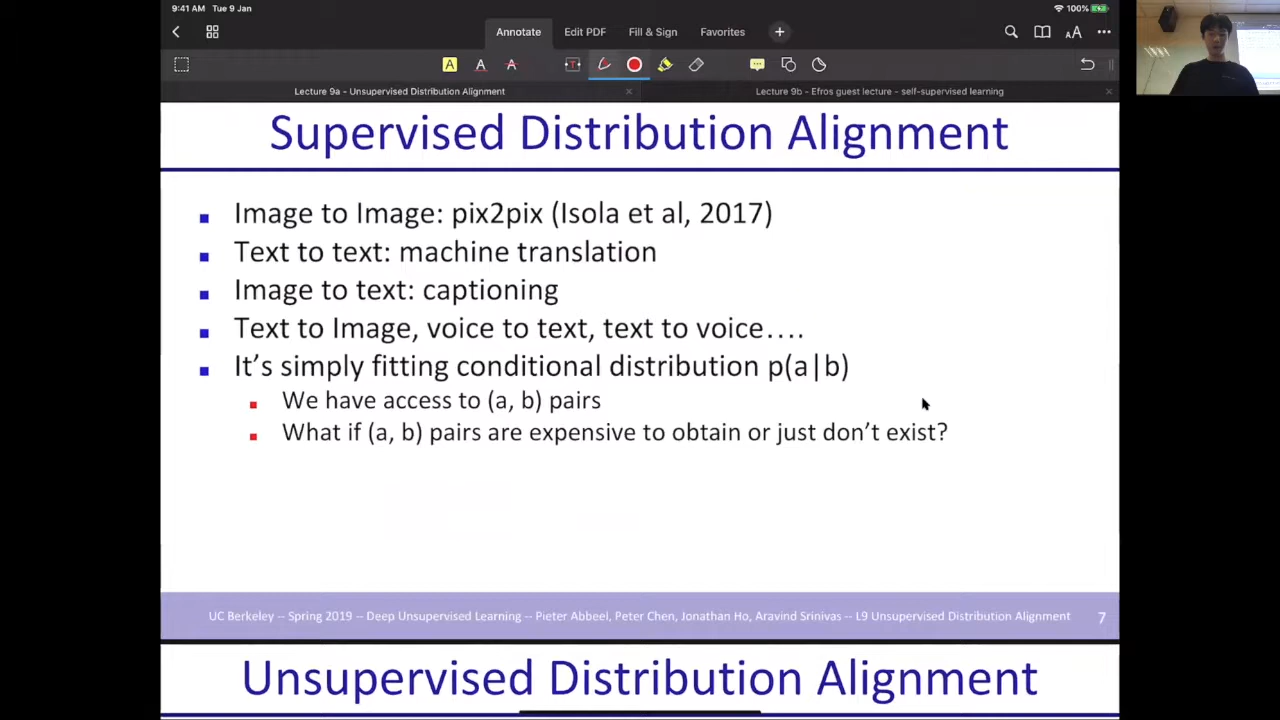 9:41 AM Tue 9 Jan
100%
Annotate Edit PDF Fill & Sign Favorites
AA
A A A T
Lecture 9a - Unsupervised Distribution Alignment
Lecture 9b - Efros guest lecture - self-supervised learning
Supervised Distribution Alignment
Image to Image: pix2pix (Isola et al, 2017)
Text to text: machine translation
Image to text: captioning
Text to Image, voice to text, text to voice….
It's simply fitting conditional distribution p(a|b)
We have access to (a, b) pairs
What if (a, b) pairs are expensive to obtain or just don't exist?
UC Berkeley -- Spring 2019 -- Deep Unsupervised Learning -- Pieter Abbeel, Peter Chen, Jonathan Ho, Aravind Srinivas -- L9 Unsupervised Distribution Alignment 7
Unsupervised Distribution Alignment